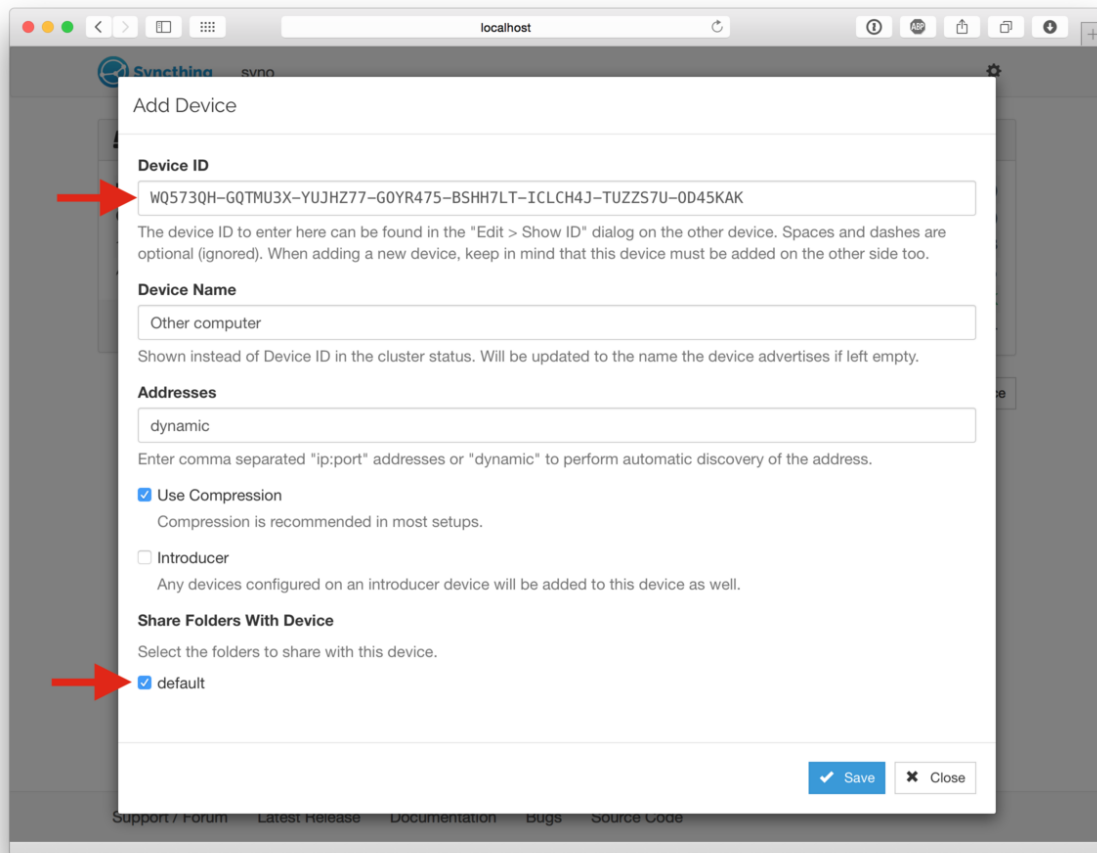 localhost
ABP
Syncthing syno
Add Device
Device ID
WQ573QH-GQTMU3X-YUJHZ77-GOYR475-BSHH7LT-ICLCH4J-TUZZS7U-OD45KAK
The device ID to enter here can be found in the "Edit > Show ID" dialog on the other device. Spaces and dashes are
optional (ignored). When adding a new device, keep in mind that this device must be added on the other side too.
Device Name
Other computer
Shown instead of Device ID in the cluster status. Will be updated to the name the device advertises if left empty.
Addresses
dynamic
Enter comma separated "ip:port" addresses or "dynamic" to perform automatic discovery of the address.
Use Compression
Compression is recommended in most setups.
Introducer
Any devices configured on an introducer device will be added to this device as well.
Share Folders With Device
Select the folders to share with this device.
default
Save Close
Support / Forum Latest Release Documentation Bugs Source Code